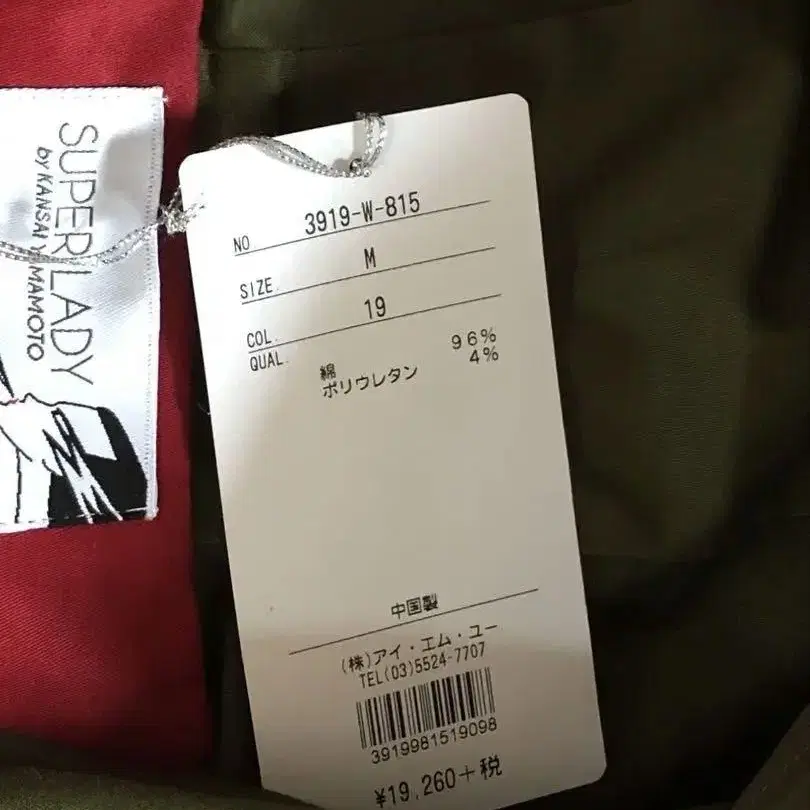 SUPER LADY
by KANSAI YAMAMOTO
NO. 3919-W-815
SIZE. M
COL. 19
QUAL.
綿 96%
ポリウレタン 4%
中国製
(株)アイ・エム・ユー
TEL(03)5524-7707
3919981519098
¥19,260+税